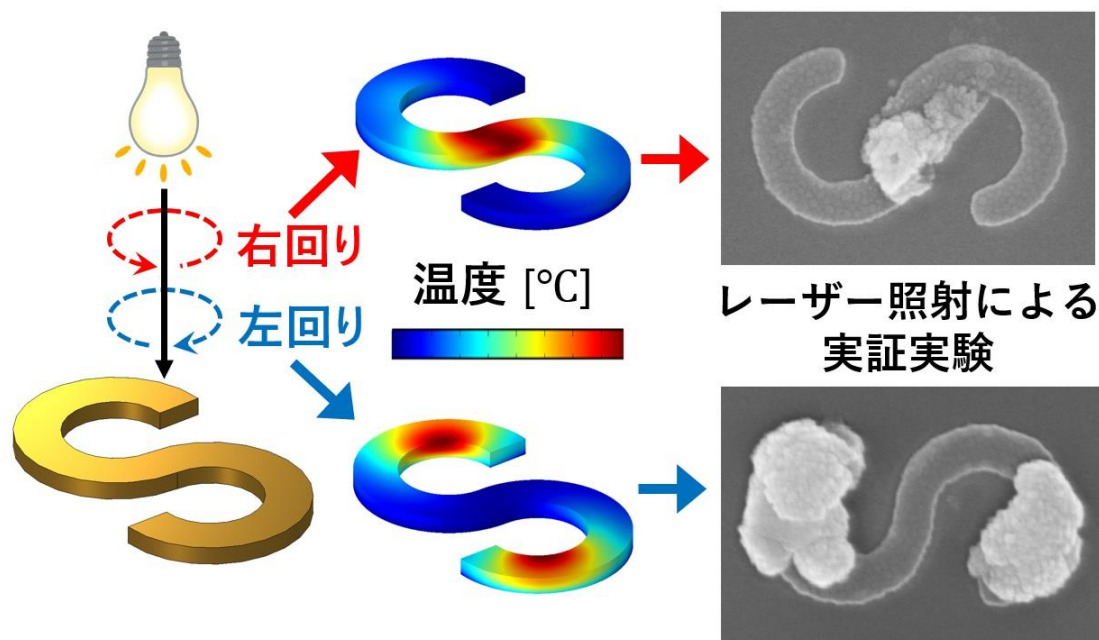 右回り
左回り
温度 [℃]
レーザー照射による
実証実験